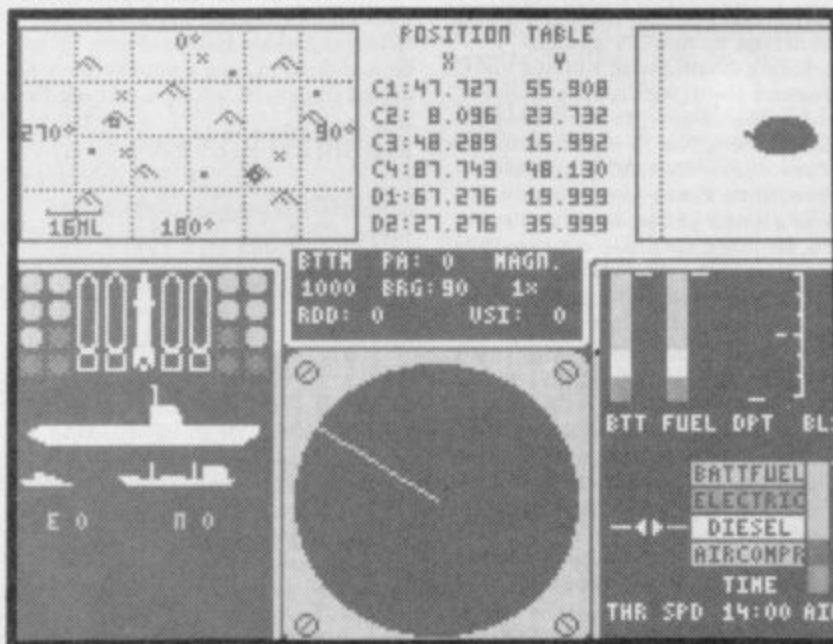 0°
270°
90°
16ML 180°
POSITION TABLE
X Y
C1:47.727 55.908
C2: 8.096 23.732
C3:48.289 15.992
C4:87.743 48.130
D1:67.276 19.999
D2:27.276 35.999
BTTM PA: 0 MAGN.
1000 BRG:90 1×
RDD: 0 VSI: 0
E 0 N 0
BTT FUEL DPT BLS
BATTFUEL
ELECTRIC
DIESEL
AIRCOMPR
TIME
THR SPD 14:00 AIR